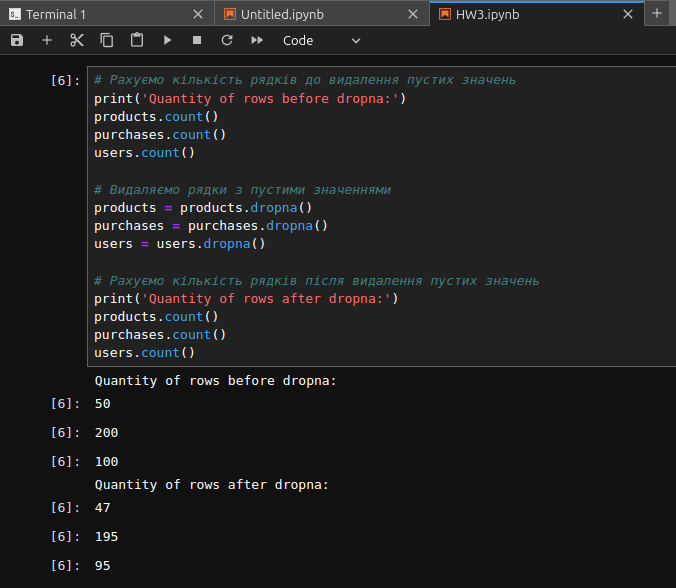 Terminal 1
Untitled.ipynb
HW3.ipynb
Code
[6]:
# Рахуємо кількість рядків до видалення пустих значень
print('Quantity of rows before dropna:')
products.count()
purchases.count()
users.count()
# Видаляємо рядки з пустими значеннями
products = products.dropna()
purchases = purchases.dropna()
users = users.dropna()
# Рахуємо кількість рядків після видалення пустих значень
print('Quantity of rows after dropna:')
products.count()
purchases.count()
users.count()
Quantity of rows before dropna:
[6]: 50
[6]: 200
[6]: 100
Quantity of rows after dropna:
[6]: 47
[6]: 195
[6]: 95